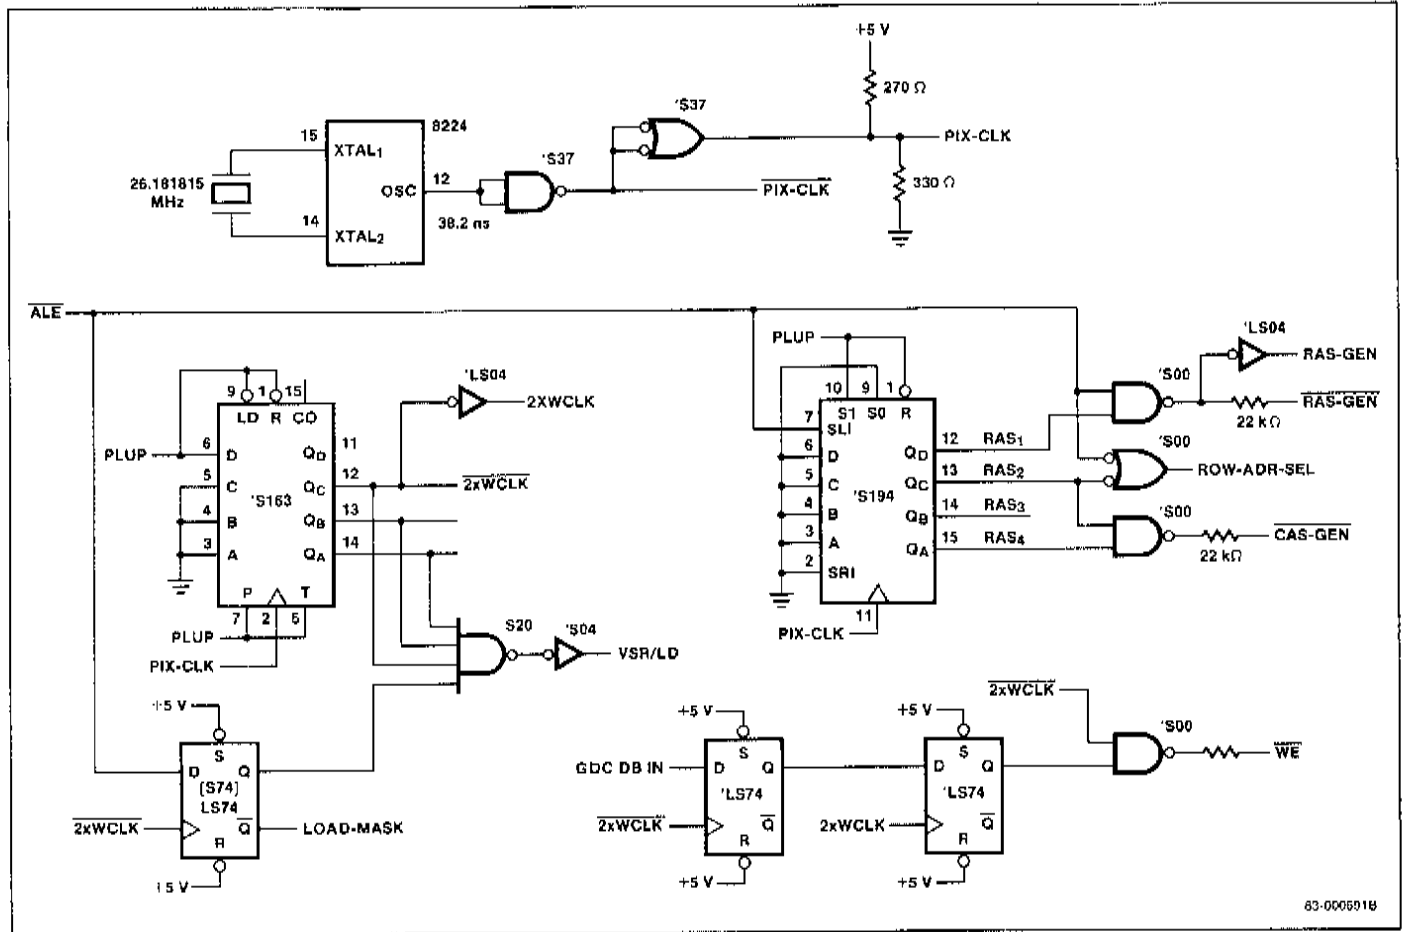 +5 V
270 Ω
'S37
8224
15
XTAL1
PIX-CLK
'S37
26.181815
MHz
OSC
12
PIX-CLK
330 Ω
14
38.2 ns
XTAL2
ALE
PLUP
'LS04
RAS-GEN
'LS04
'S00
9 1 15
10 9 1
LD R CO
2XWCLK
S1 S0 R
RAS-GEN
7
SLI
22 kΩ
11
6
D
QD
12
RAS1
'S00
PLUP
6
D
QD
5
C
QC
13
RAS2
ROW-ADR-SEL
5
C
QC
12
2xWCLK
'S194
'S163
4
B
QB
14
RAS3
'S00
4
B
QB
13
3
A
QA
15
RAS4
CAS-GEN
3
A
QA
14
22 kΩ
2
SRI
P T
7 2 5
11
S20
'S04
PLUP
PIX-CLK
VSR/LD
PIX-CLK
2xWCLK
+5 V
+5 V
+5 V
'S00
S
S
S
WE
D Q
GDC DB IN
D Q
D Q
[S74]
LS74
'LS74
'LS74
2xWCLK
Q
LOAD-MASK
2xWCLK
Q
2xWCLK
Q
R
R
R
+5 V
+5 V
+5 V
83-000691B